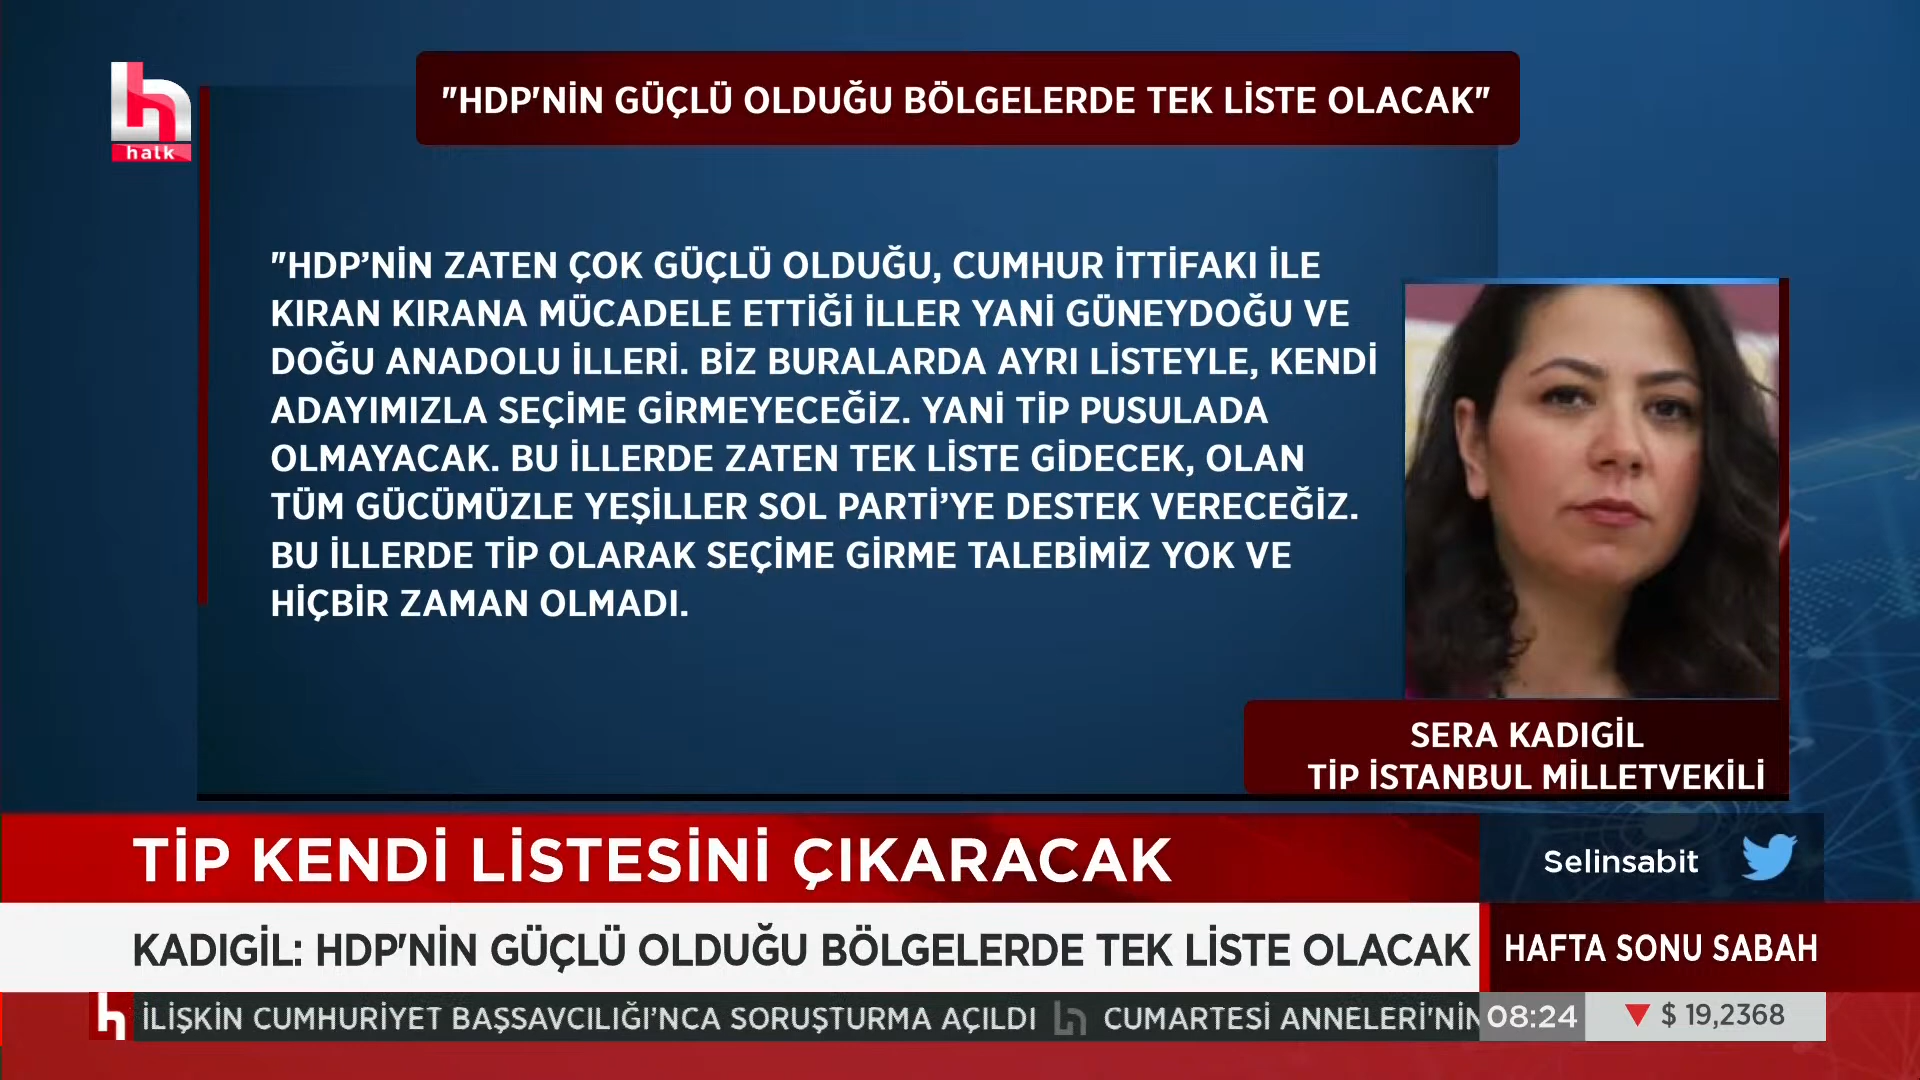 halk
"HDP'NİN GÜÇLÜ OLDUĞU BÖLGELERDE TEK LİSTE OLACAK"
"HDP’NİN ZATEN ÇOK GÜÇLÜ OLDUĞU, CUMHUR İTTİFAKI İLE
KIRAN KIRANA MÜCADELE ETTİĞİ İLLER YANİ GÜNEYDOĞU VE
DOĞU ANADOLU İLLERİ. BİZ BURALARDA AYRI LİSTEYLE, KENDİ
ADAYIMIZLA SEÇİME GİRMEYECEĞİZ. YANİ TİP PUSULADA
OLMAYACAK. BU İLLERDE ZATEN TEK LİSTE GİDECEK, OLAN
TÜM GÜCÜMÜZLE YEŞİLLER SOL PARTİ’YE DESTEK VERECEĞİZ.
BU İLLERDE TİP OLARAK SEÇİME GİRME TALEBİMİZ YOK VE
HİÇBİR ZAMAN OLMADI.
SERA KADIGİL
TİP İSTANBUL MİLLETVEKİLİ
TİP KENDİ LİSTESİNİ ÇIKARACAK
Selinsabit
KADIGİL: HDP'NİN GÜÇLÜ OLDUĞU BÖLGELERDE TEK LİSTE OLACAK
HAFTA SONU SABAH
İLİŞKİN CUMHURİYET BAŞSAVCILIĞI’NCA SORUŞTURMA AÇILDI CUMARTESİ ANNELERİ'NİN
08:24
$ 19,2368